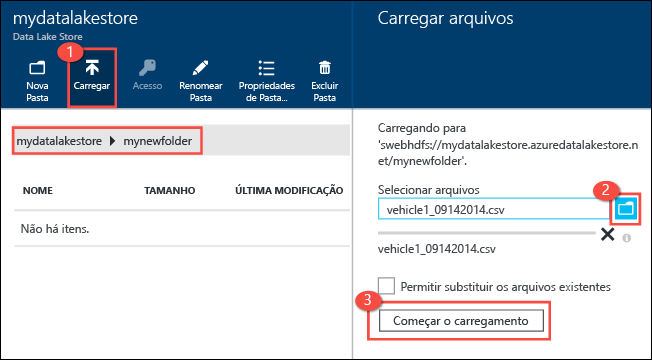 mydatalakestore
Data Lake Store
1
Nova
Pasta
Carregar
Acesso
Renomear
Pasta
Propriedades
de Pasta...
Excluir
Pasta
mydatalakestore mynewfolder
NOME TAMANHO ÚLTIMA MODIFICAÇÃO
Não há itens.
Carregar arquivos
Carregando para
'swebhdfs://mydatalakestore.azuredatalakestore.n
et/mynewfolder'.
Selecionar arquivos
2
vehicle1_09142014.csv
vehicle1_09142014.csv
Permitir substituir os arquivos existentes
3
Começar o carregamento